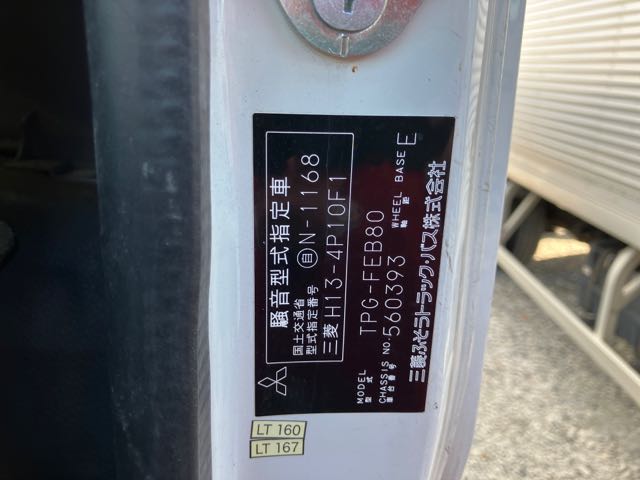 騒音型式指定車
国土交通省
型式指定番号
自 N-1168
三菱 H13-4P10F1
MODEL
型式
TPG-FEB80
CHASSIS NO.
車台番号
560393
WHEEL BASE
軸距
E
三菱ふそうトラック・バス株式会社
LT 160
LT 167